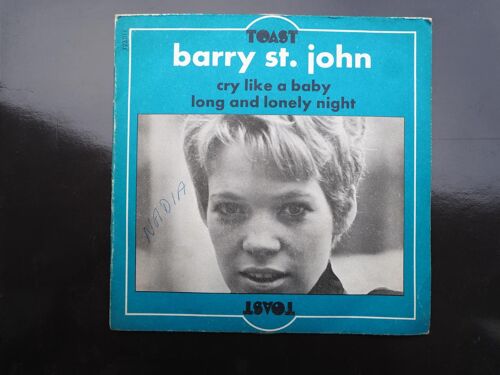 TOAST
barry st. john
cry like a baby
long and lonely night
NADIA
TOAST